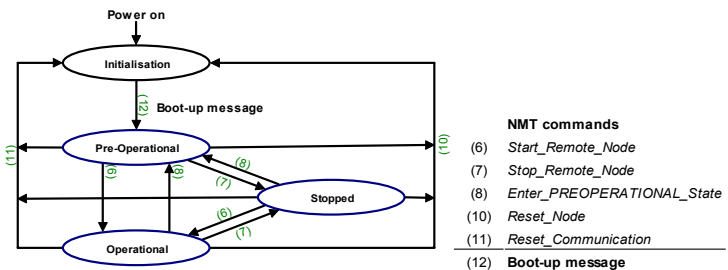 Power on
Initialisation
(12)
Boot-up message
Pre-Operational
(11)
(10)
(6)
(8)
(7)
(8)
Stopped
(6)
(7)
Operational
NMT commands
(6) Start_Remote_Node
(7) Stop_Remote_Node
(8) Enter_PREOPERATIONAL_State
(10) Reset_Node
(11) Reset_Communication
(12) Boot-up message